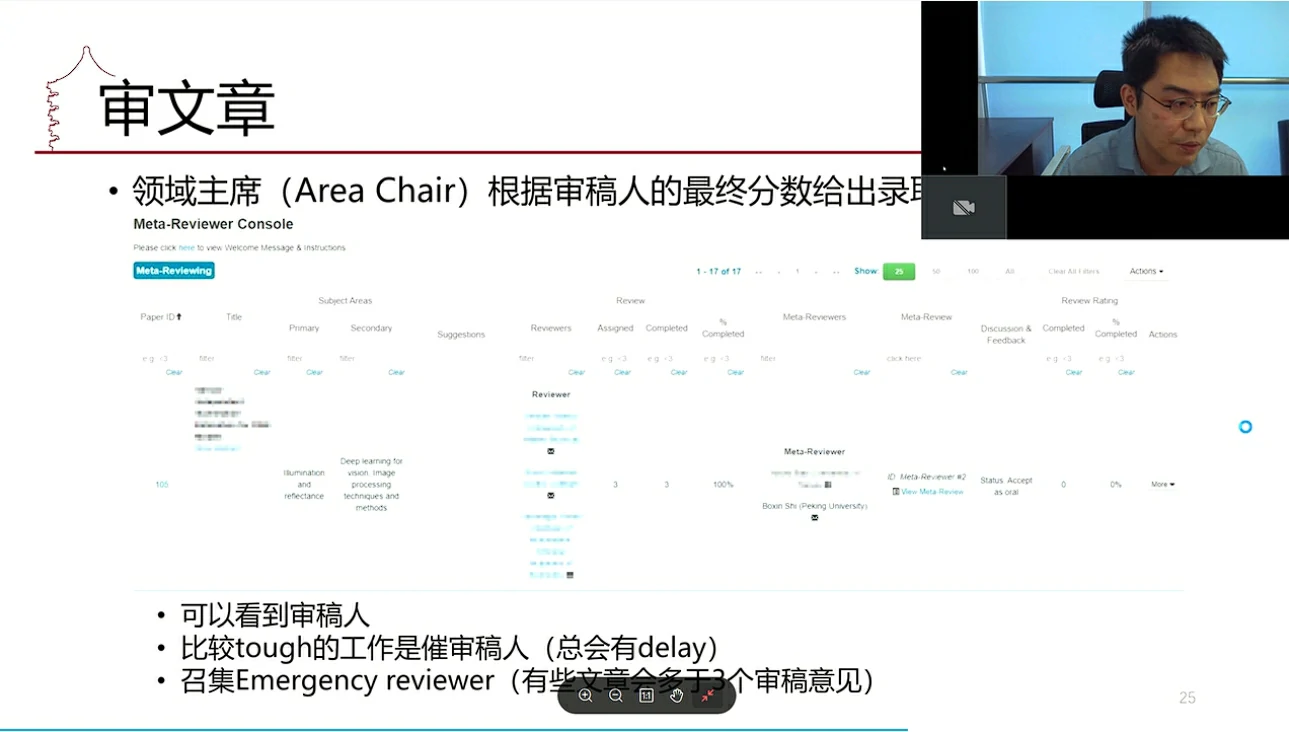 审文章
• 领域主席（Area Chair）根据审稿人的最终分数给出录
Meta-Reviewer Console
Please click here to view Welcome Message & Instructions.
Meta-Reviewing
1 - 17 of 17 «« « 1 » »» Show: 25 50 100 All Clear All Filters Actions
Subject Areas Review Review Rating
Paper ID Title Primary Secondary Suggestions Reviewers Assigned Completed % Completed Meta-Reviewers Meta-Review Discussion & Feedback Completed % Completed Actions
e.g. <3 filter filter filter filter e.g. <3 e.g. <3 e.g. <3 filter click here e.g. <3 e.g. <3
Clear Clear Clear Clear Clear Clear Clear Clear Clear Clear Clear Clear
Reviewer
105
Illumination and reflectance
Deep learning for vision, Image processing techniques and methods
3 3 100%
Meta-Reviewer
Boxin Shi (Peking University)
ID: Meta-Reviewer #2
View Meta-Review
Status: Accept as oral
0 0% More
• 可以看到审稿人
• 比较tough的工作是催审稿人（总会有delay）
• 召集Emergency reviewer（有些文章会多于3个审稿意见）
1:1
25